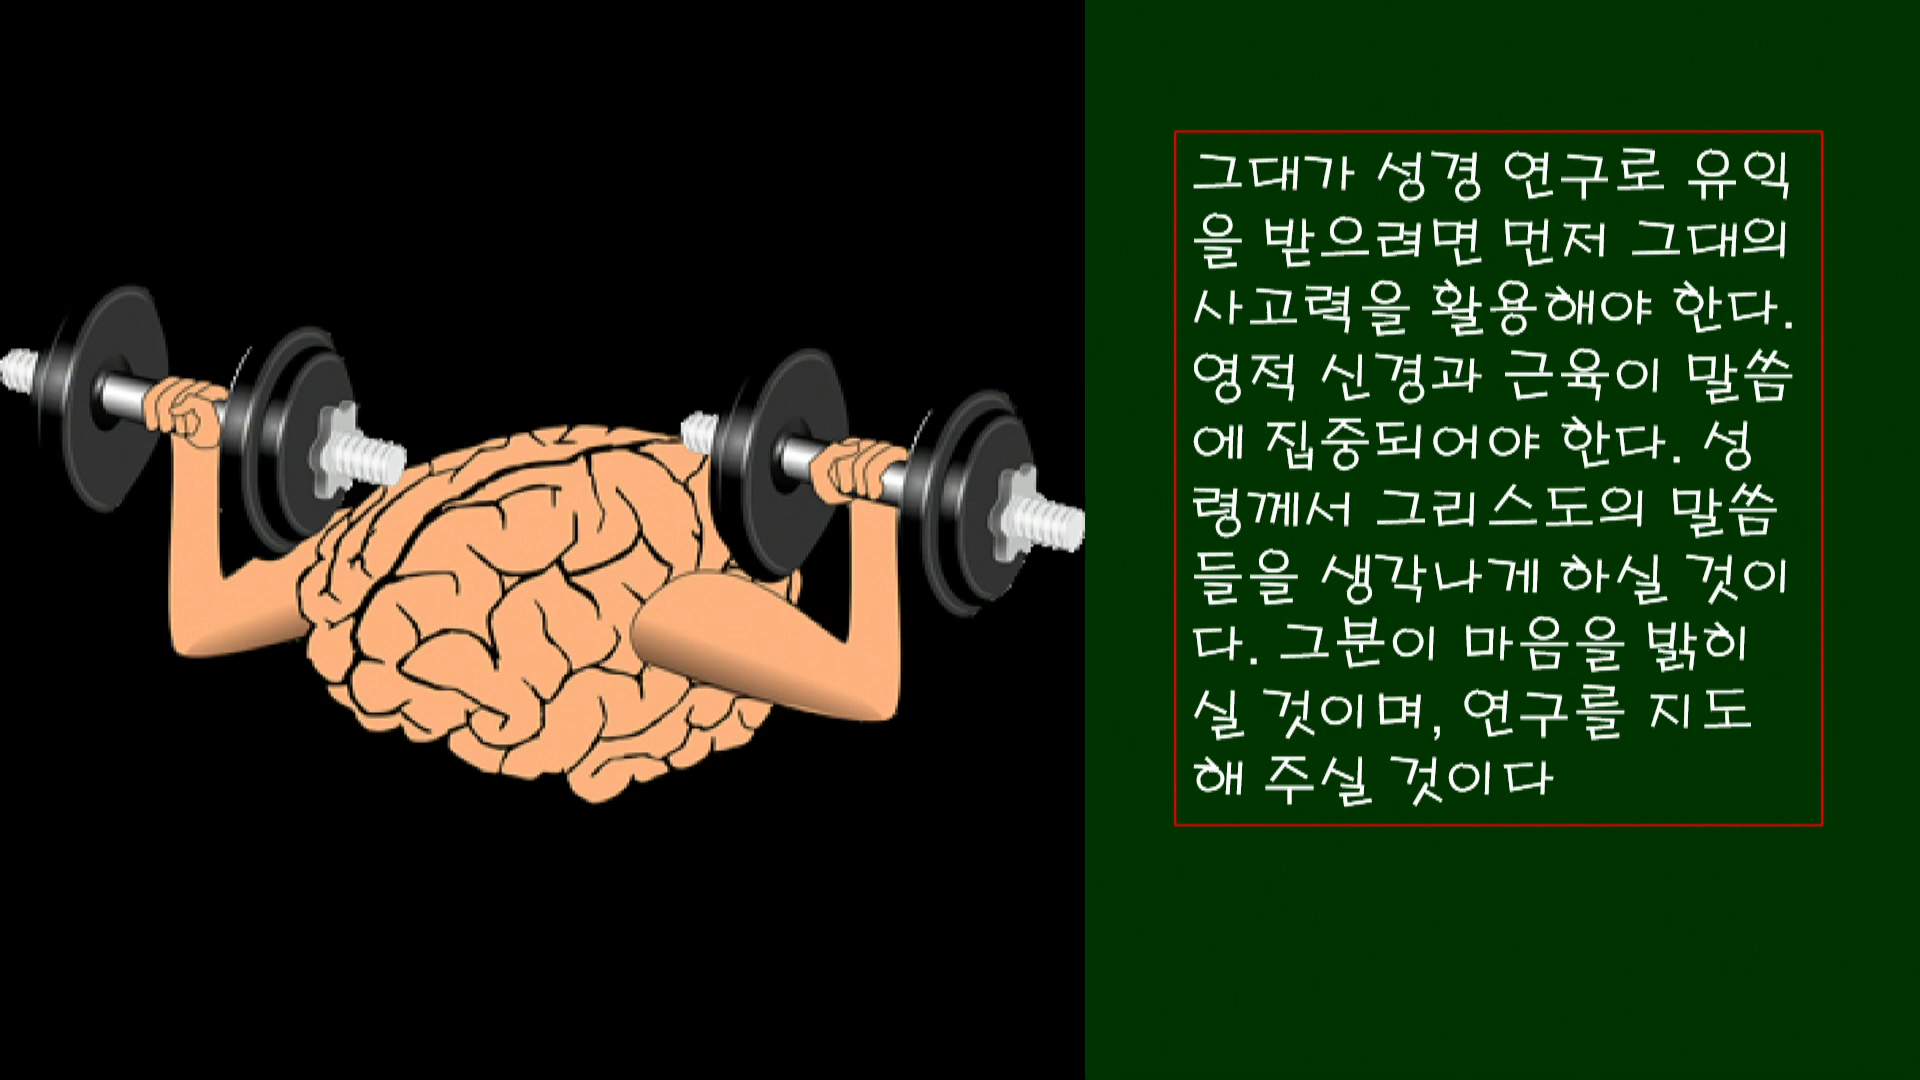 그대가 성경 연구로 유익
을 받으려면 먼저 그대의
사고력을 활용해야 한다.
영적 신경과 근육이 말씀
에 집중되어야 한다. 성
령께서 그리스도의 말씀
들을 생각나게 하실 것이
다. 그분이 마음을 밝히
실 것이며, 연구를 지도
해 주실 것이다